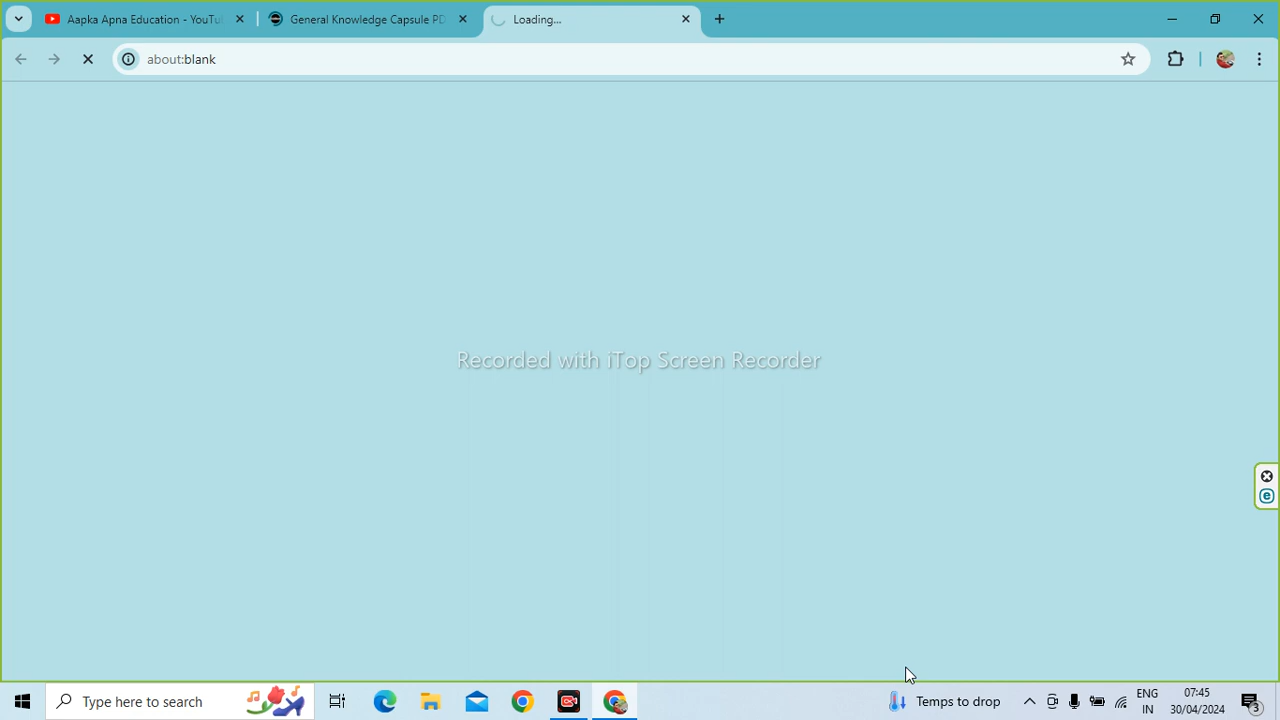 Aapka Apna Education - YouTu
General Knowledge Capsule PD
Loading...
about:blank
Recorded with iTop Screen Recorder
Type here to search
Temps to drop
ENG
IN
07:45
30/04/2024
3